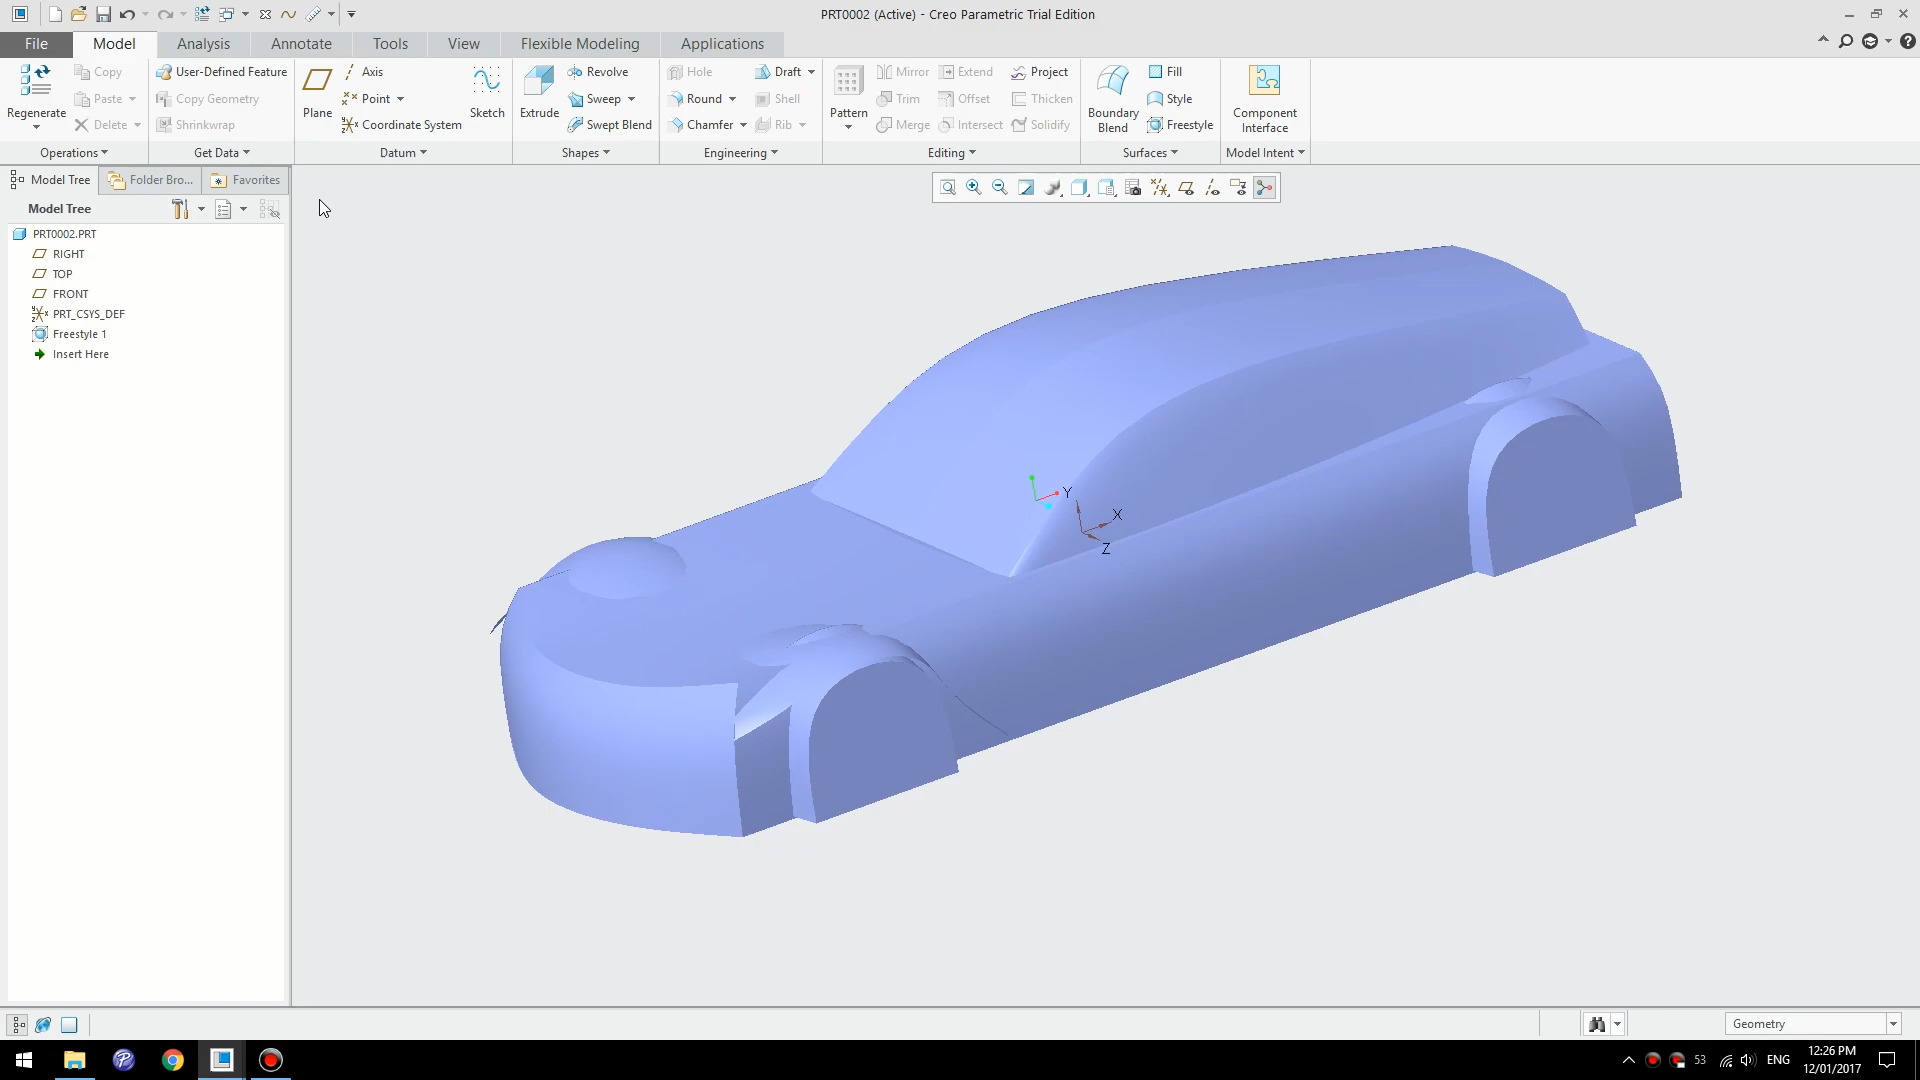 PRT0002 (Active) - Creo Parametric Trial Edition
File
Model
Analysis
Annotate
Tools
View
Flexible Modeling
Applications
Regenerate
Copy
Paste
Delete
Operations
User-Defined Feature
Copy Geometry
Shrinkwrap
Get Data
Plane
Axis
Point
Coordinate System
Sketch
Datum
Extrude
Revolve
Sweep
Swept Blend
Shapes
Hole
Round
Chamfer
Draft
Shell
Rib
Engineering
Pattern
Mirror
Trim
Merge
Extend
Offset
Intersect
Project
Thicken
Solidify
Editing
Boundary
Blend
Fill
Style
Freestyle
Surfaces
Component
Interface
Model Intent
Model Tree
Folder Bro...
Favorites
Model Tree
PRT0002.PRT
RIGHT
TOP
FRONT
PRT_CSYS_DEF
Freestyle 1
Insert Here
Y
X
Z
Geometry
53
ENG
12:26 PM
12/01/2017